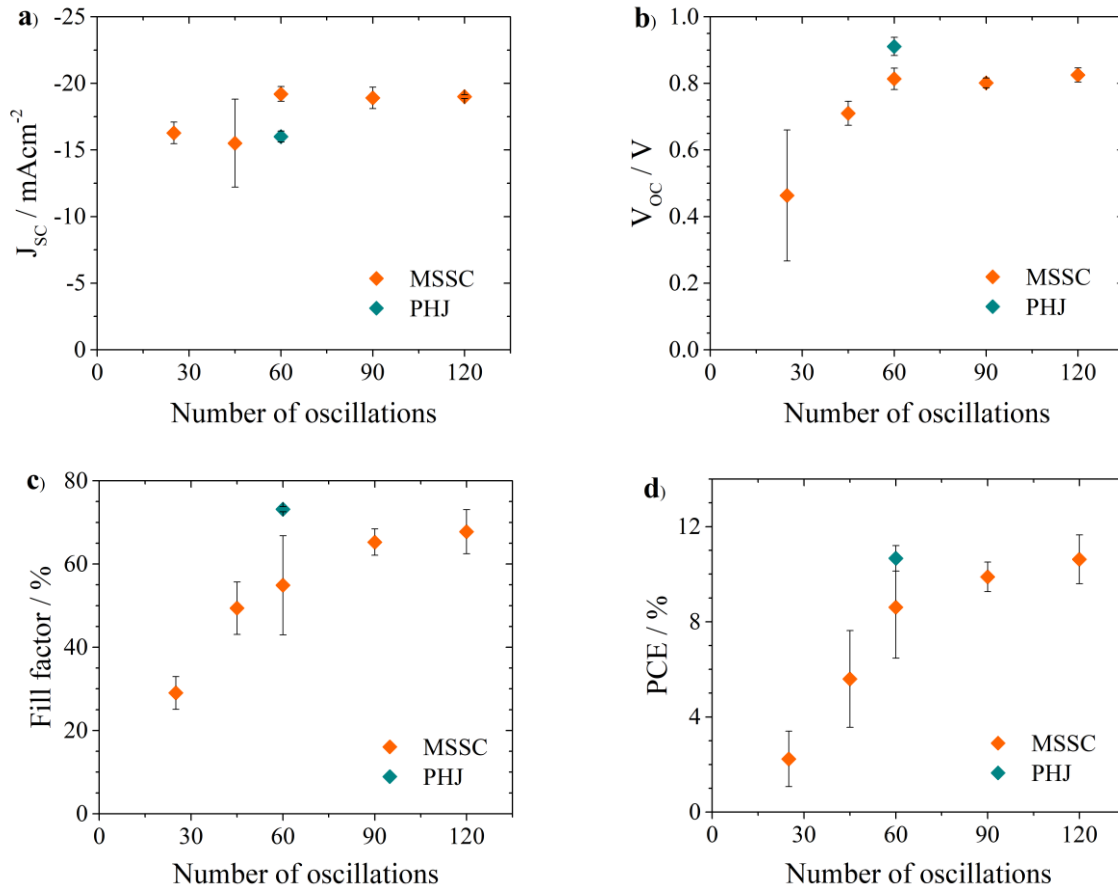 a)
-25
-20
-15
-10
-5
0
J_SC / mAcm^-2
MSSC
PHJ
0 30 60 90 120
Number of oscillations
b)
1.0
0.8
0.6
0.4
0.2
0.0
V_OC / V
MSSC
PHJ
0 30 60 90 120
Number of oscillations
c)
80
60
40
20
0
Fill factor / %
MSSC
PHJ
0 30 60 90 120
Number of oscillations
d)
12
8
4
0
PCE / %
MSSC
PHJ
0 30 60 90 120
Number of oscillations